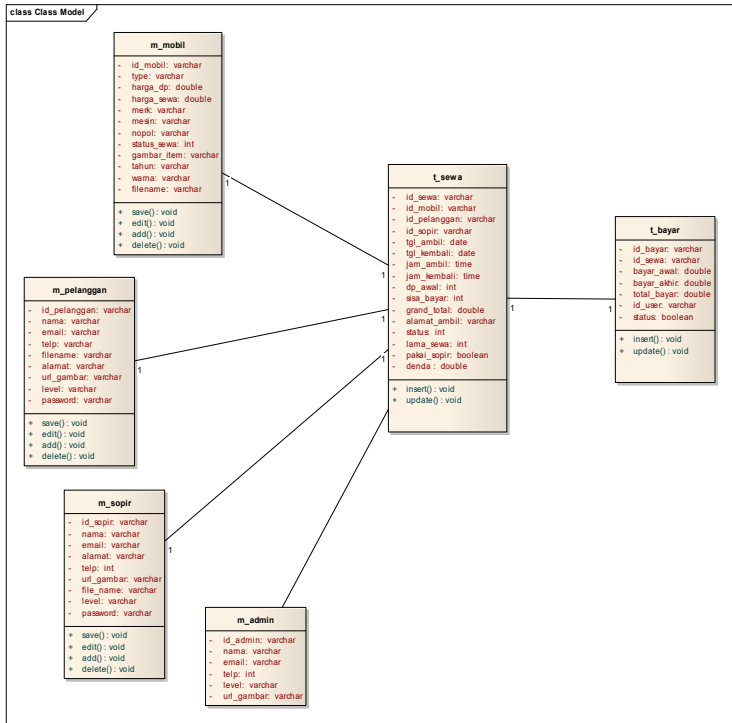 class Class Model
m_mobil
- id_mobil: varchar
- type: varchar
- harga_dp: double
- harga_sewa: double
- merk: varchar
- mesin: varchar
- nopol: varchar
- status_sewa: int
- gambar_item: varchar
- tahun: varchar
- warna: varchar
- filename: varchar
+ save() : void
+ edit() : void
+ add() : void
+ delete() : void
1
m_pelanggan
- id_pelanggan: varchar
- nama: varchar
- email: varchar
- telp: varchar
- filename: varchar
- alamat: varchar
- url_gambar: varchar
- level: varchar
- password: varchar
+ save() : void
+ edit() : void
+ add() : void
+ delete() : void
1
m_sopir
- id_sopir: varchar
- nama: varchar
- email: varchar
- alamat: varchar
- telp: int
- url_gambar: varchar
- file_name: varchar
- level: varchar
- password: varchar
+ save() : void
+ edit() : void
+ add() : void
+ delete() : void
1
m_admin
- id_admin: varchar
- nama: varchar
- email: varchar
- telp: int
- level: varchar
- url_gambar: varchar
t_sewa
- id_sewa: varchar
- id_mobil: varchar
- id_pelanggan: varchar
- id_sopir: varchar
- tgl_ambil: date
- tgl_kembali: date
- jam_ambil: time
- jam_kembali: time
- dp_awal: int
- sisa_bayar: int
- grand_total: double
- alamat_ambil: varchar
- status: int
- lama_sewa: int
- pakai_sopir: boolean
- denda : double
+ insert() : void
+ update() : void
1
1
1
1
t_bayar
- id_bayar: varchar
- id_sewa: varchar
- bayar_awal: double
- bayar_akhir: double
- total_bayar: double
- id_user: varchar
- status: boolean
+ insert() : void
+ update() : void
1